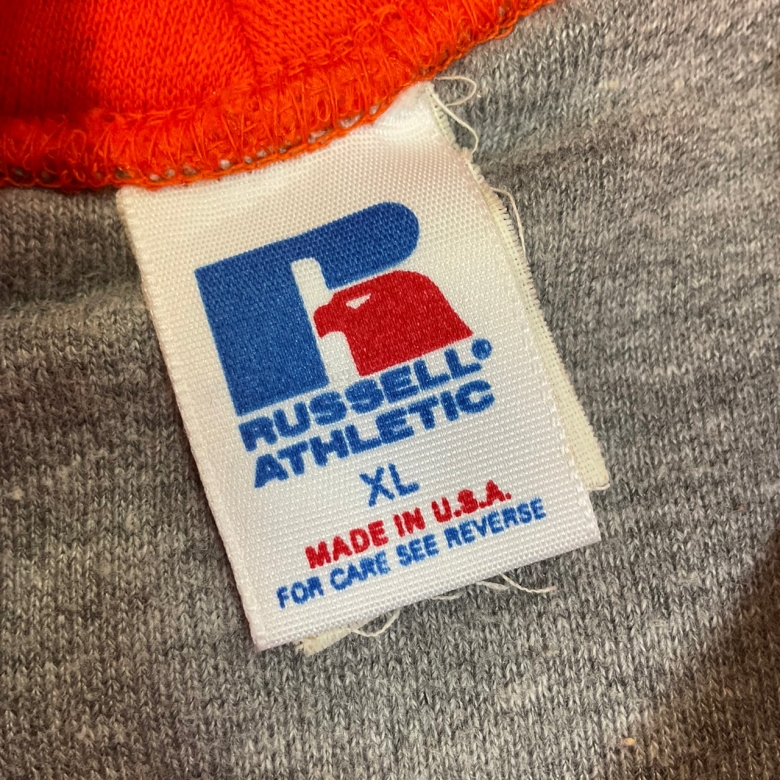 RUSSELL®
ATHLETIC
XL
MADE IN U.S.A.
FOR CARE SEE REVERSE